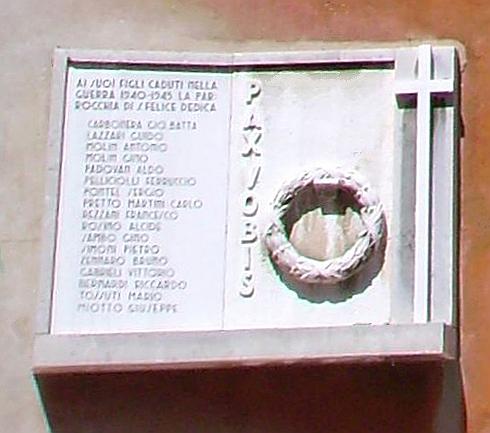 AI SUOI FIGLI CADUTI NELLA
GUERRA 1940-1945 LA PAR-
ROCCHIA DI S FELICE DEDICA
CARBONERA GIO BATTA
LAZZARI GUIDO
MOLIN ANTONIO
MOLIN GINO
PADOVAN ALDO
PELLICIOLLI FERRUCCIO
PONTEL SERGIO
PRETTO MARTINI CARLO
REZZANI FRANCESCO
ROSINO ALCIDE
SAMBO GINO
SIMONI PIETRO
ZENNARO BRUNO
GABRIELI VITTORIO
BERNARDI RICCARDO
TOSSUTI MARIO
MIOTTO GIUSEPPE
PAX VOBIS